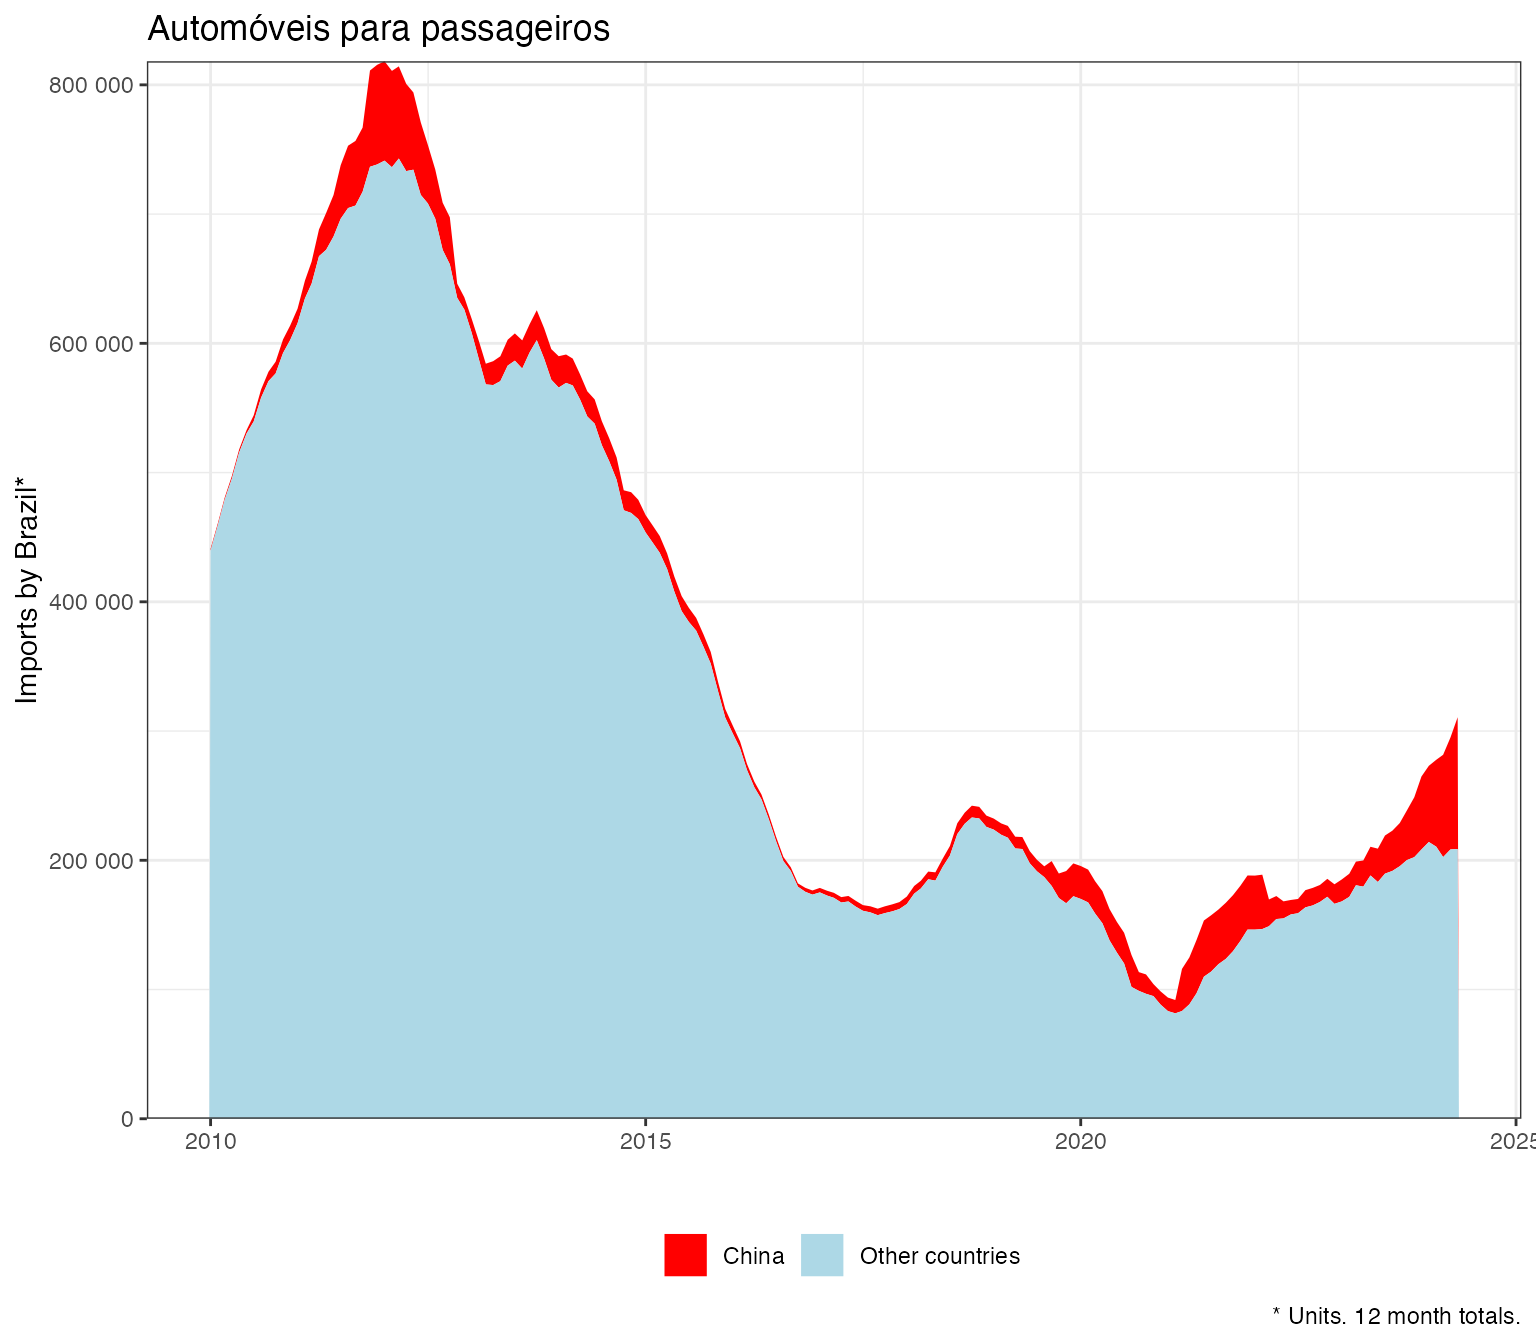 Automóveis para passageiros
Imports by Brazil*
800 000
600 000
400 000
200 000
0
2010
2015
2020
2025
China
Other countries
* Units. 12 month totals.